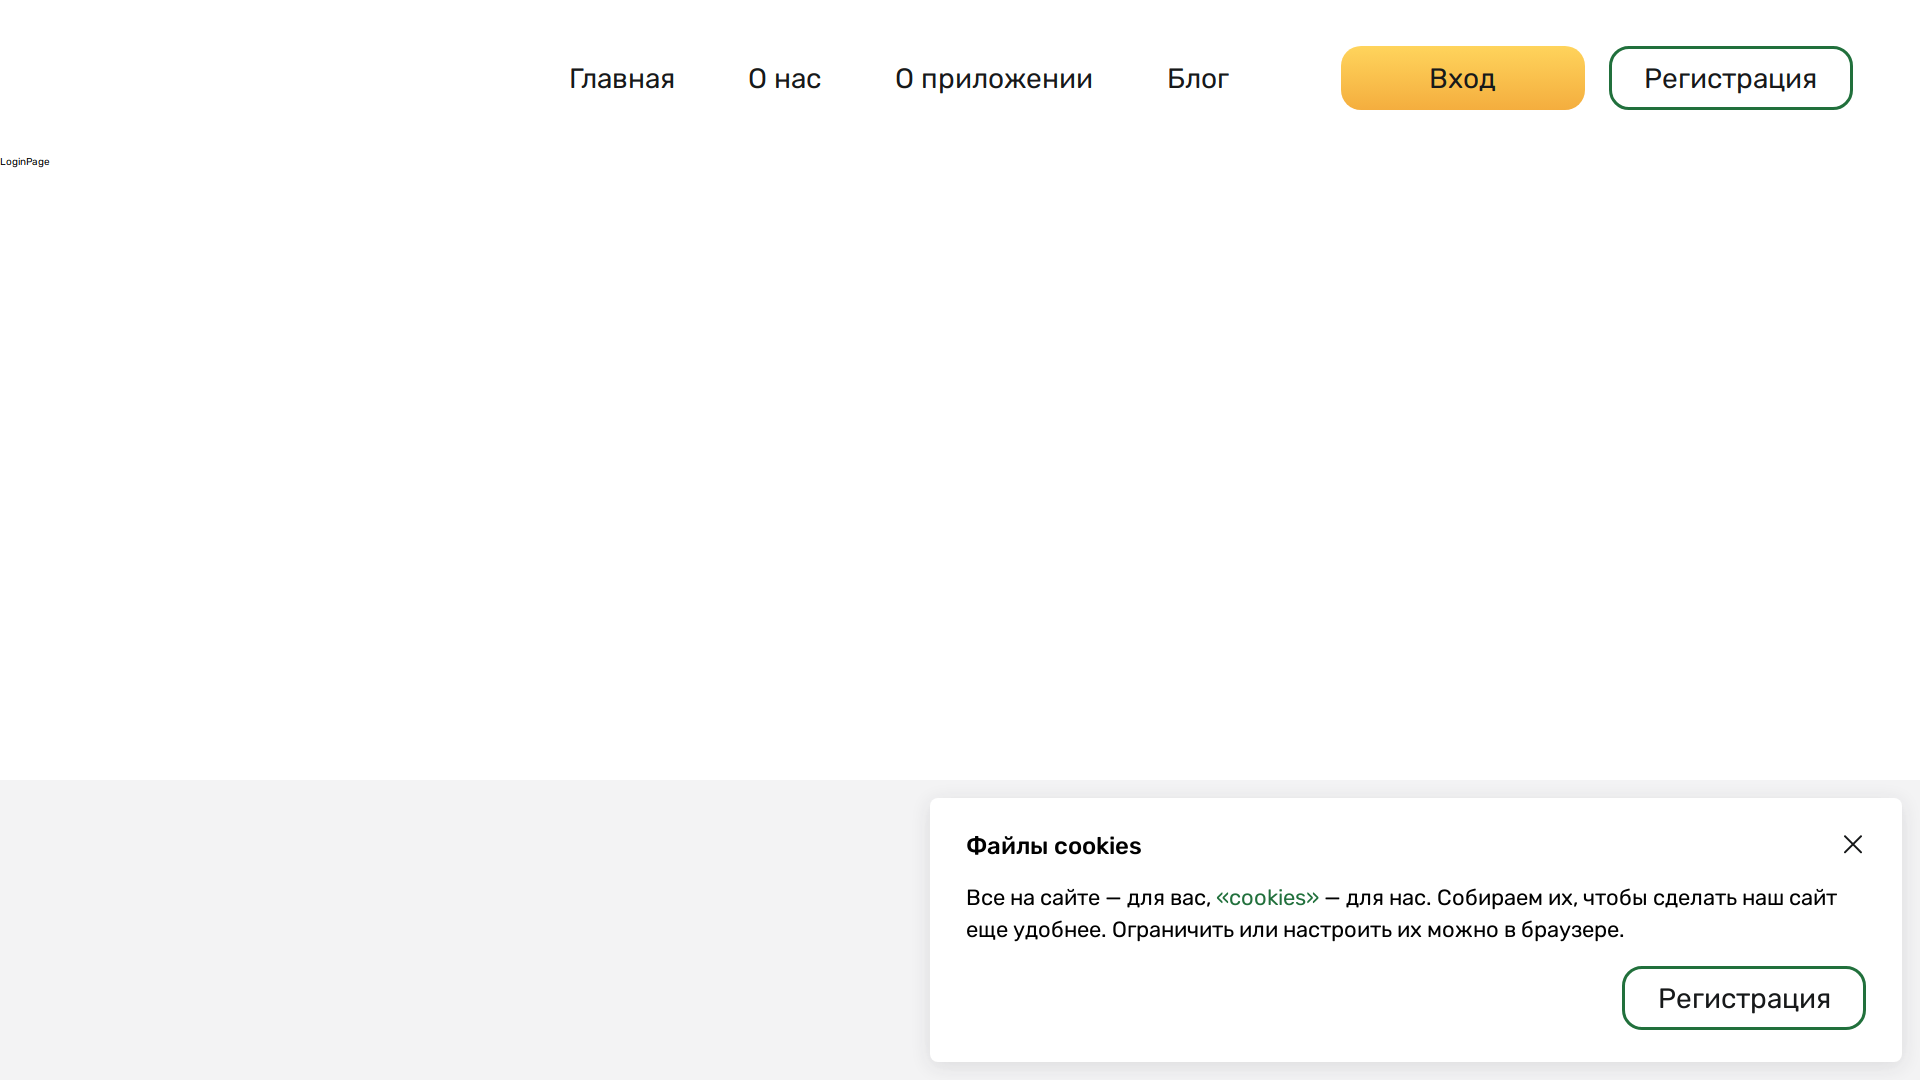 Главная О нас О приложении Блог Вход Регистрация
LoginPage
Файлы cookies
Все на сайте — для вас, «cookies» — для нас. Собираем их, чтобы сделать наш сайт
еще удобнее. Ограничить или настроить их можно в браузере.
Регистрация